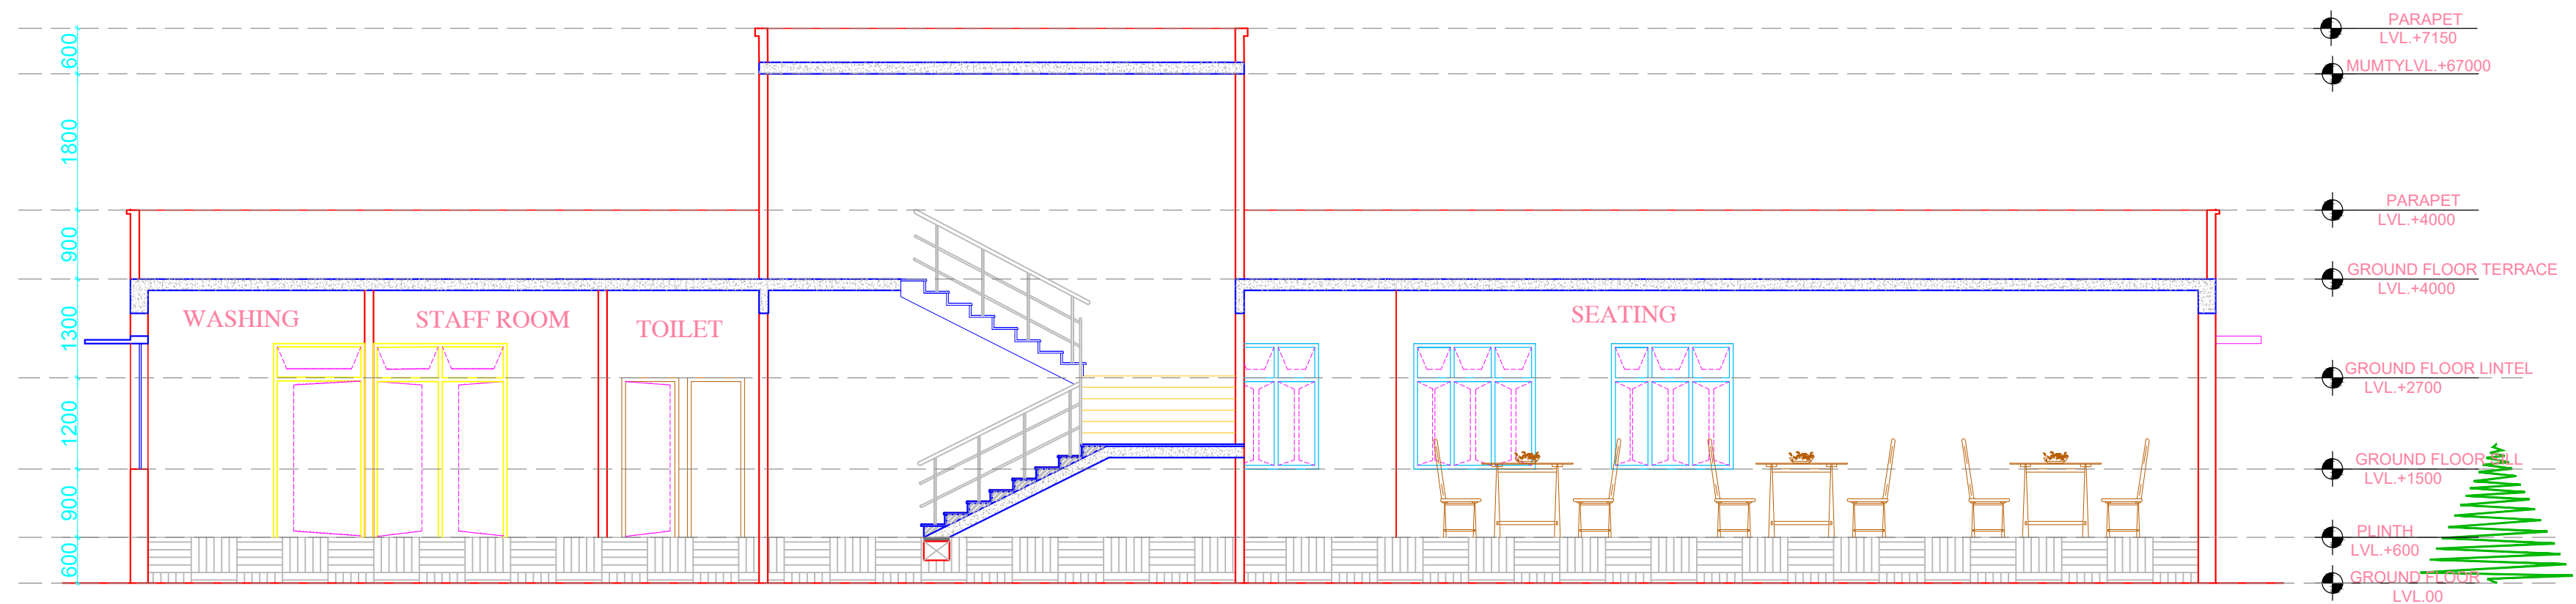 600
1800
900
1300
1200
900
600
WASHING
STAFF ROOM
TOILET
SEATING
PARAPET
LVL.+7150
MUMTYLVL.+67000
PARAPET
LVL.+4000
GROUND FLOOR TERRACE
LVL.+4000
GROUND FLOOR LINTEL
LVL.+2700
GROUND FLOOR SILL
LVL.+1500
PLINTH
LVL.+600
GROUND FLOOR
LVL.00